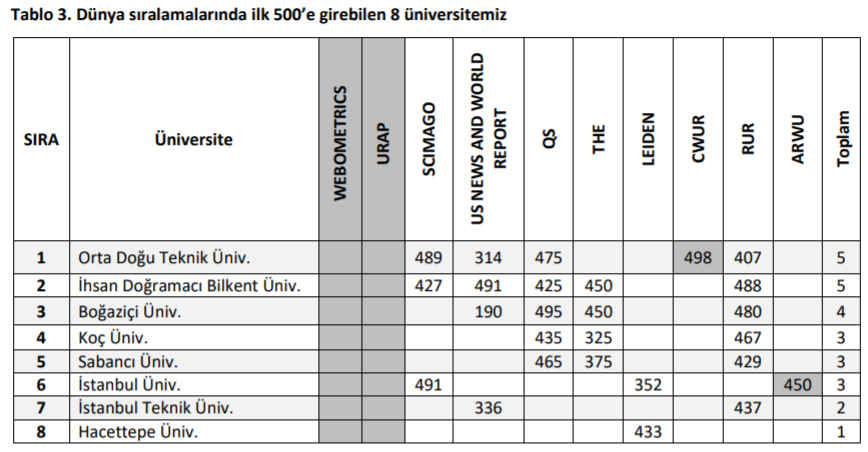 Tablo 3. Dünya sıralamalarında ilk 500’e girebilen 8 üniversitemiz
SIRA Üniversite WEBOMETRICS URAP SCIMAGO US NEWS AND WORLD REPORT QS THE LEIDEN CWUR RUR ARWU Toplam
1 Orta Doğu Teknik Üniv. 489 314 475 498 407 5
2 İhsan Doğramacı Bilkent Üniv. 427 491 425 450 488 5
3 Boğaziçi Üniv. 190 495 450 480 4
4 Koç Üniv. 435 325 467 3
5 Sabancı Üniv. 465 375 429 3
6 İstanbul Üniv. 491 352 450 3
7 İstanbul Teknik Üniv. 336 437 2
8 Hacettepe Üniv. 433 1